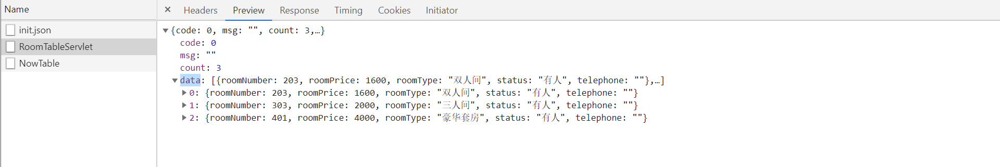 Name
init.json
RoomTableServlet
NowTable
× Headers Preview Response Timing Cookies Initiator
▼{code: 0, msg: "", count: 3,…}
code: 0
msg: ""
count: 3
▼data: [{roomNumber: 203, roomPrice: 1600, roomType: "双人间", status: "有人", telephone: ""},…]
▶0: {roomNumber: 203, roomPrice: 1600, roomType: "双人间", status: "有人", telephone: ""}
▶1: {roomNumber: 303, roomPrice: 2000, roomType: "三人间", status: "有人", telephone: ""}
▶2: {roomNumber: 401, roomPrice: 4000, roomType: "豪华套房", status: "有人", telephone: ""}